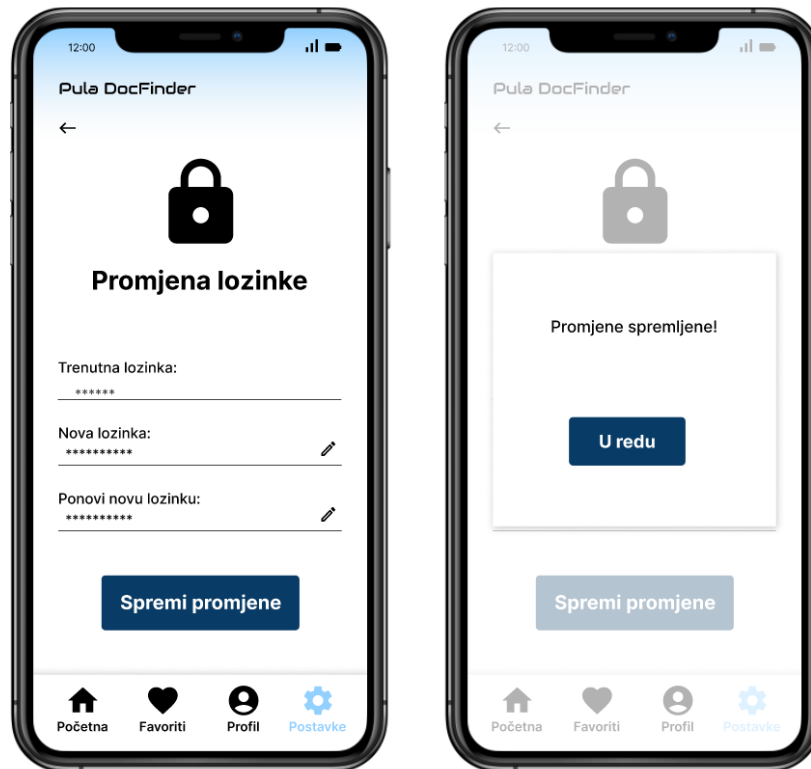 12:00
Pula DocFinder
Promjena lozinke
Trenutna lozinka:
******
Nova lozinka:
**********
Ponovi novu lozinku:
**********
Spremi promjene
Početna Favoriti Profil Postavke
12:00
Pula DocFinder
Promjene spremljene!
U redu
Spremi promjene
Početna Favoriti Profil Postavke